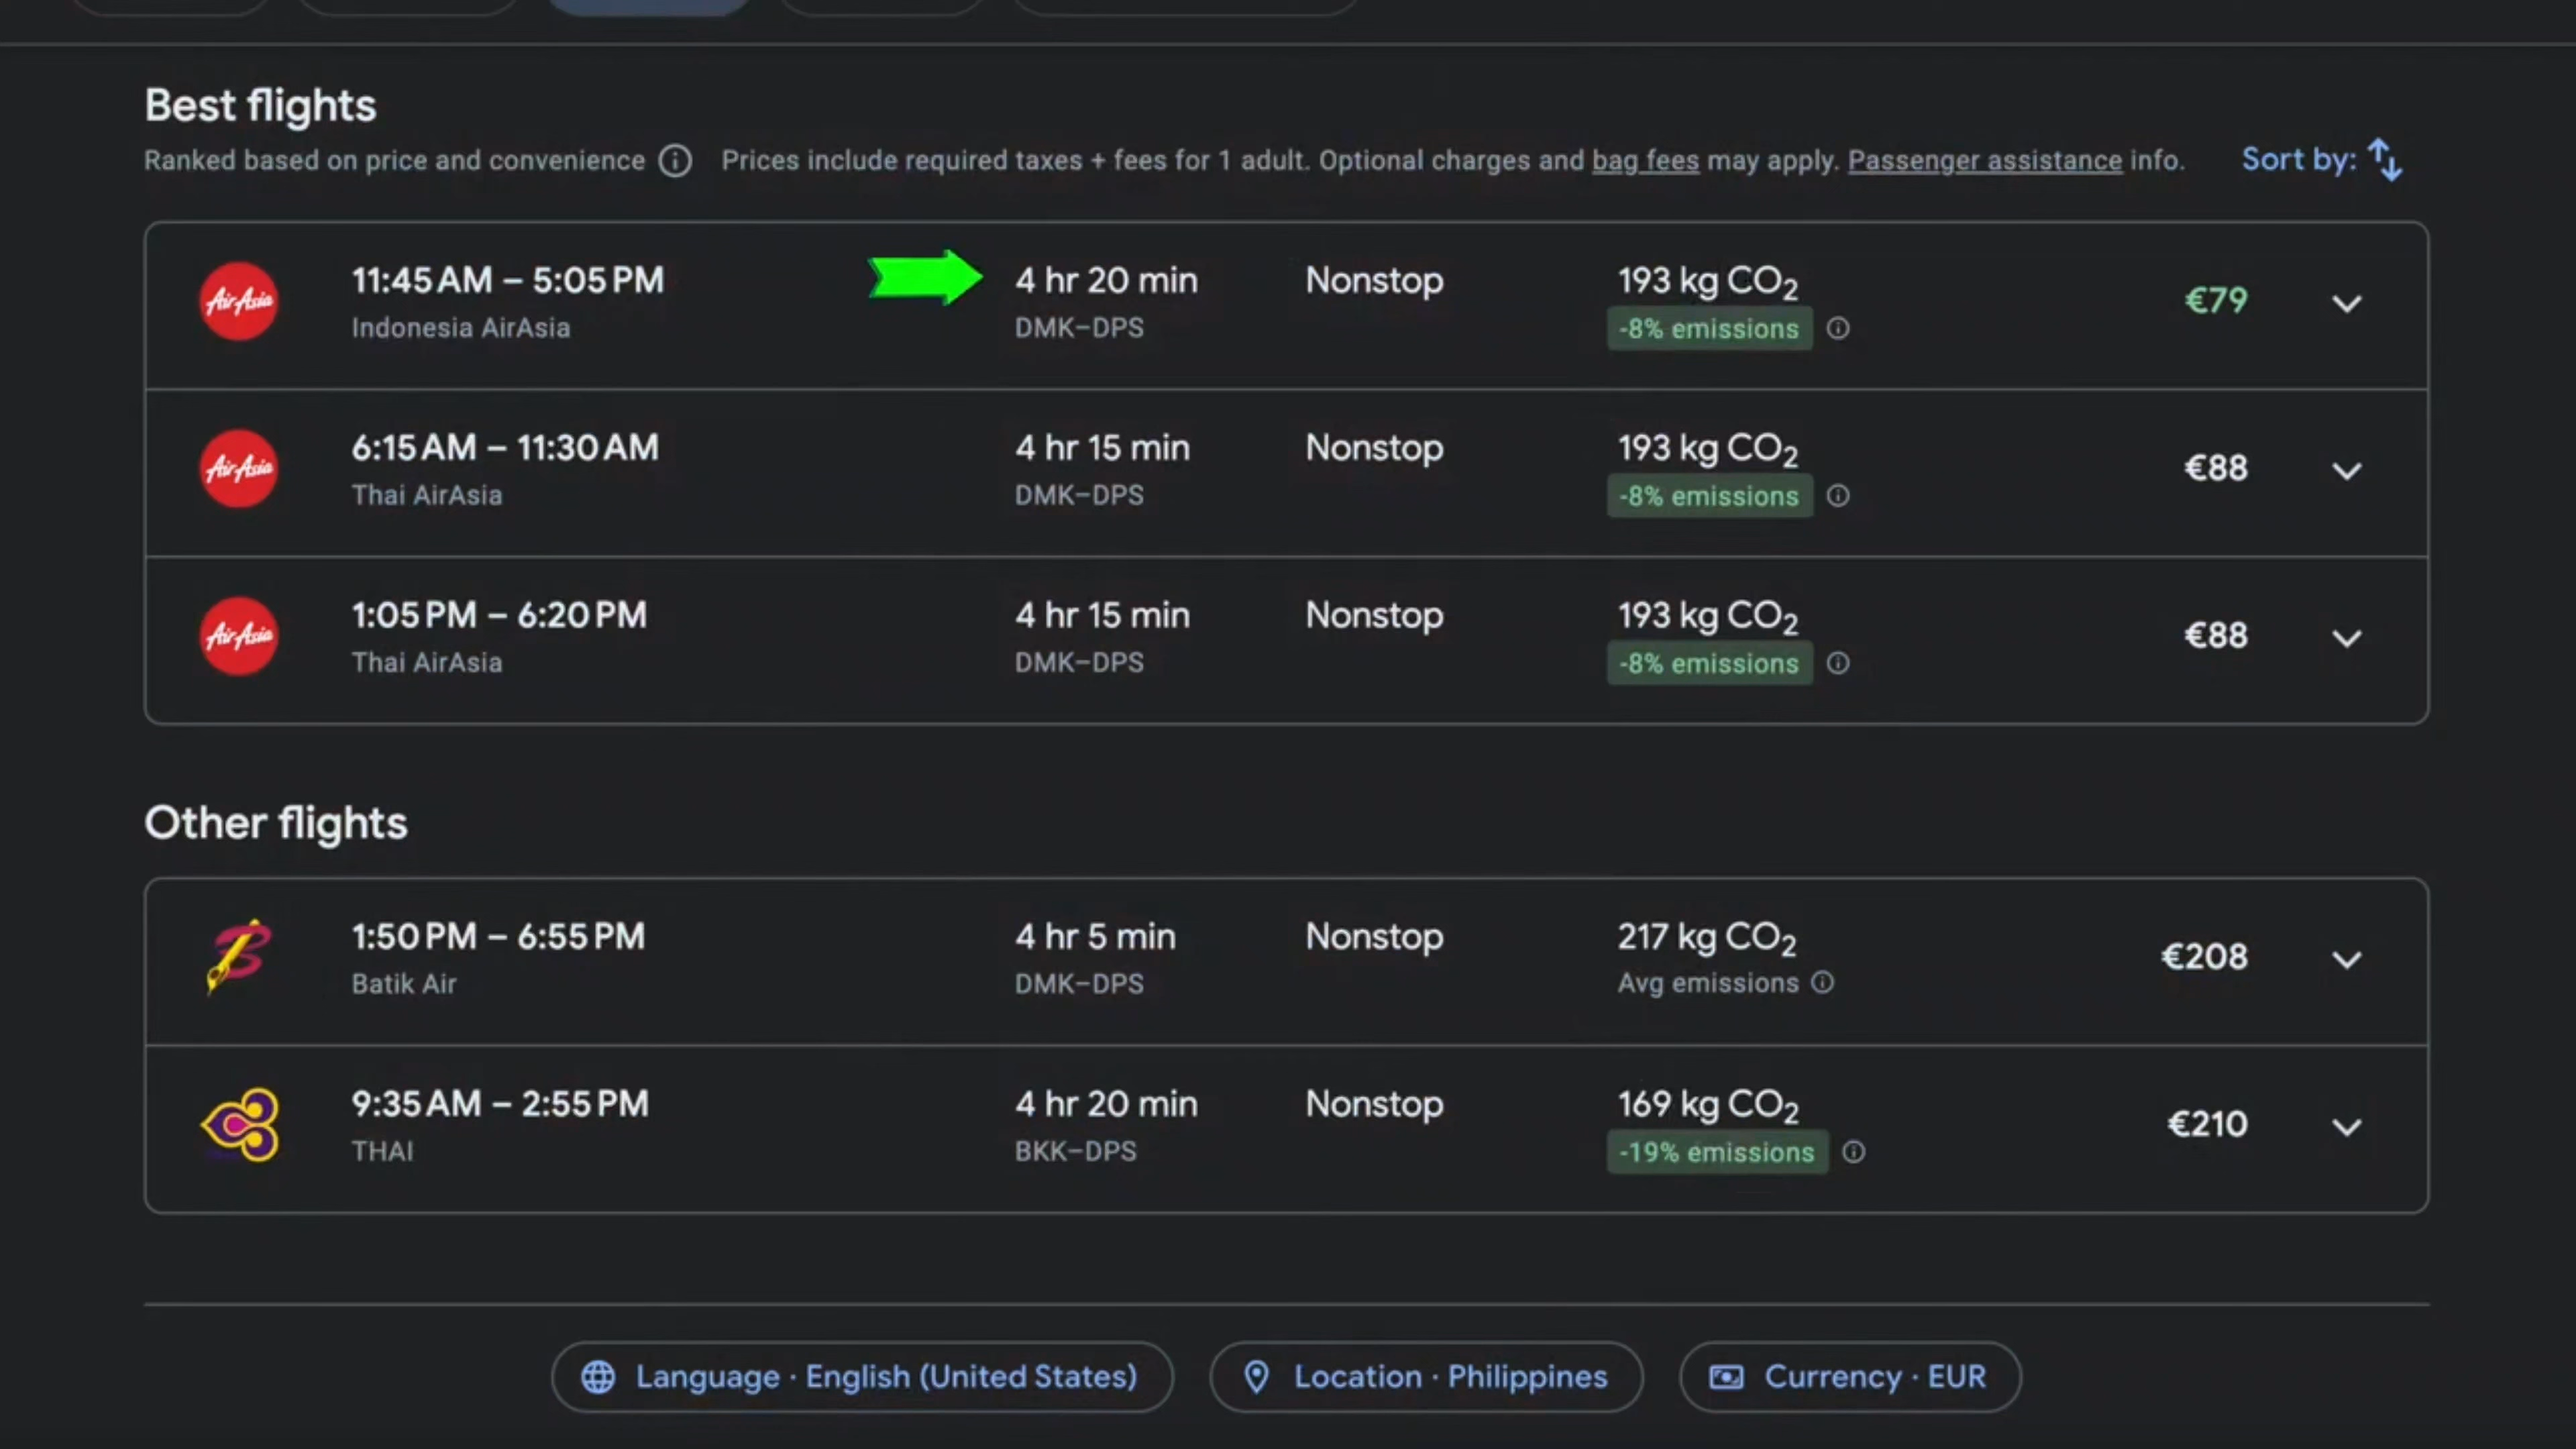 Best flights
Ranked based on price and convenience Prices include required taxes + fees for 1 adult. Optional charges and bag fees may apply. Passenger assistance info. Sort by:
AirAsia 11:45 AM – 5:05 PM 4 hr 20 min Nonstop 193 kg CO2 €79
Indonesia AirAsia DMK–DPS -8% emissions
AirAsia 6:15 AM – 11:30 AM 4 hr 15 min Nonstop 193 kg CO2 €88
Thai AirAsia DMK–DPS -8% emissions
AirAsia 1:05 PM – 6:20 PM 4 hr 15 min Nonstop 193 kg CO2 €88
Thai AirAsia DMK–DPS -8% emissions
Other flights
1:50 PM – 6:55 PM 4 hr 5 min Nonstop 217 kg CO2 €208
Batik Air DMK–DPS Avg emissions
9:35 AM – 2:55 PM 4 hr 20 min Nonstop 169 kg CO2 €210
THAI BKK–DPS -19% emissions
Language · English (United States) Location · Philippines Currency · EUR